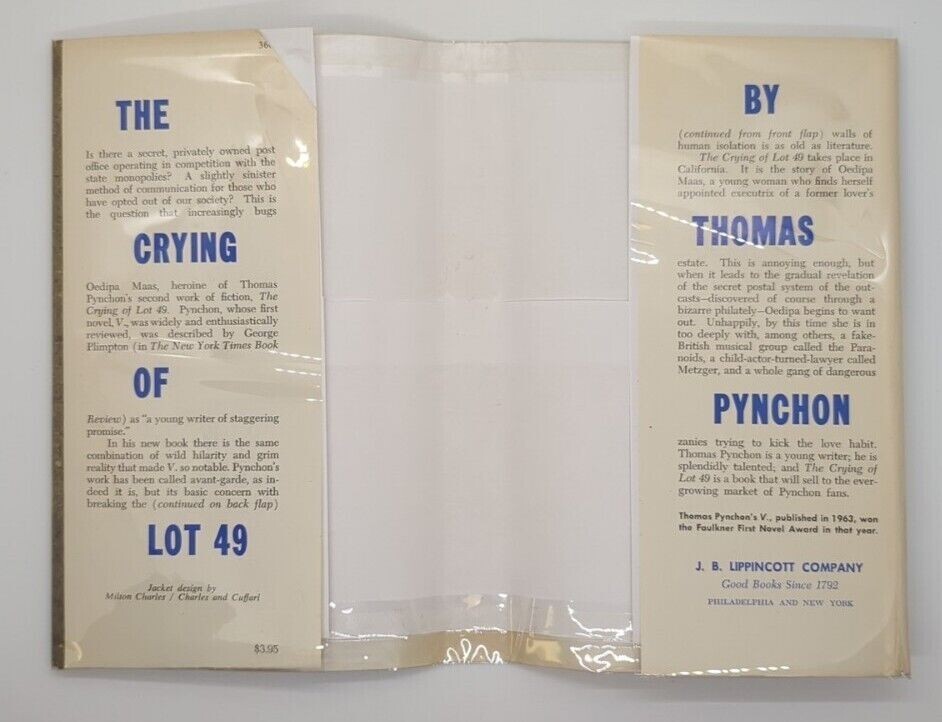 36
THE
Is there a secret, privately owned post
office operating in competition with the
state monopolies? A slightly sinister
method of communication for those who
have opted out of our society? This is
the question that increasingly bugs
CRYING
Oedipa Maas, heroine of Thomas
Pynchon's second work of fiction, The
Crying of Lot 49. Pynchon, whose first
novel, V., was widely and enthusiastically
reviewed, was described by George
Plimpton (in The New York Times Book
OF
Review) as "a young writer of staggering
promise."
In his new book there is the same
combination of wild hilarity and grim
reality that made V. so notable. Pynchon's
work has been called avant-garde, as in-
deed it is, but its basic concern with
breaking the (continued on back flap)
LOT 49
Jacket design by
Milton Charles / Charles and Cuffari
$3.95
BY
(continued from front flap) walls of
human isolation is as old as literature.
The Crying of Lot 49 takes place in
California. It is the story of Oedipa
Maas, a young woman who finds herself
appointed executrix of a former lover's
THOMAS
estate. This is annoying enough, but
when it leads to the gradual revelation
of the secret postal system of the out-
casts—discovered of course through a
bizarre philately—Oedipa begins to want
out. Unhappily, by this time she is in
too deeply with, among others, a fake-
British musical group called the Para-
noids, a child-actor-turned-lawyer called
Metzger, and a whole gang of dangerous
PYNCHON
zanies trying to kick the love habit.
Thomas Pynchon is a young writer; he is
splendidly talented; and The Crying of
Lot 49 is a book that will sell to the ever-
growing market of Pynchon fans.
Thomas Pynchon's V., published in 1963, won
the Faulkner First Novel Award in that year.
J. B. LIPPINCOTT COMPANY
Good Books Since 1792
PHILADELPHIA AND NEW YORK